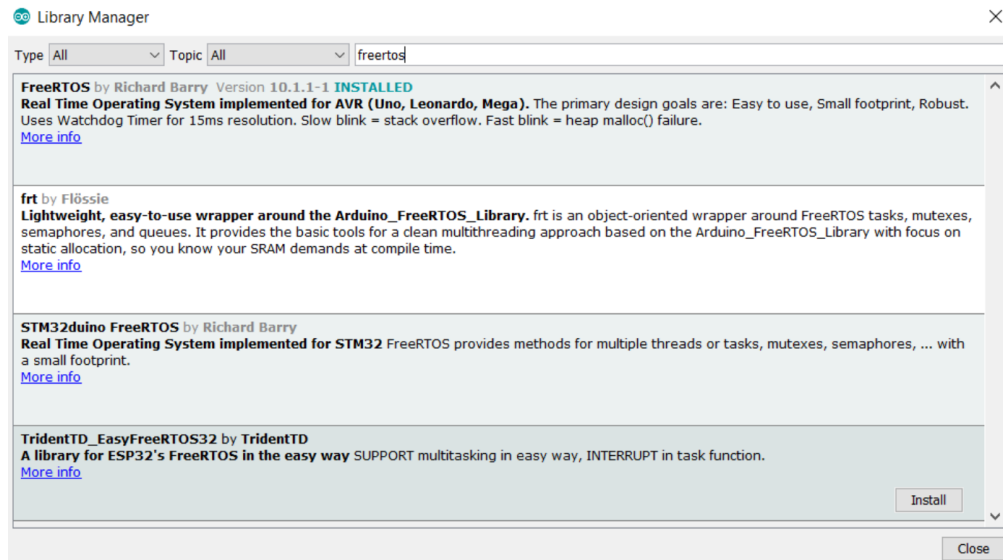 Library Manager
Type All Topic All freertos
FreeRTOS by Richard Barry Version 10.1.1-1 INSTALLED
Real Time Operating System implemented for AVR (Uno, Leonardo, Mega). The primary design goals are: Easy to use, Small footprint, Robust.
Uses Watchdog Timer for 15ms resolution. Slow blink = stack overflow. Fast blink = heap malloc() failure.
More info
frt by Flössie
Lightweight, easy-to-use wrapper around the Arduino_FreeRTOS_Library. frt is an object-oriented wrapper around FreeRTOS tasks, mutexes,
semaphores, and queues. It provides the basic tools for a clean multithreading approach based on the Arduino_FreeRTOS_Library with focus on
static allocation, so you know your SRAM demands at compile time.
More info
STM32duino FreeRTOS by Richard Barry
Real Time Operating System implemented for STM32 FreeRTOS provides methods for multiple threads or tasks, mutexes, semaphores, ... with
a small footprint.
More info
TridentTD_EasyFreeRTOS32 by TridentTD
A library for ESP32's FreeRTOS in the easy way SUPPORT multitasking in easy way, INTERRUPT in task function.
More info
Install
Close